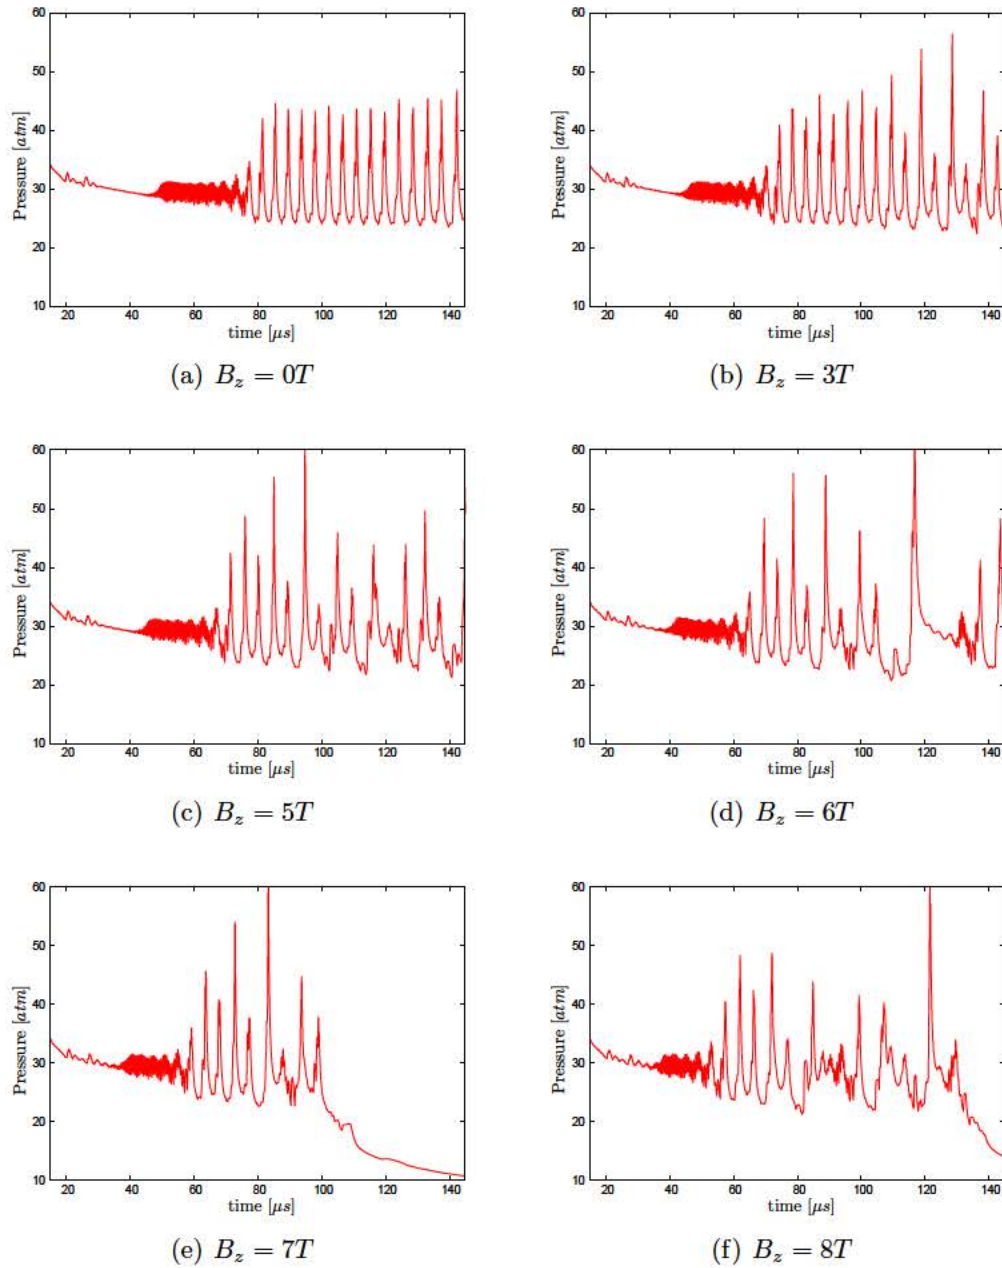 60
50
40
30
20
10
Pressure [atm]
20 40 60 80 100 120 140
time [μs]
(a) B_z = 0T
60
50
40
30
20
10
Pressure [atm]
20 40 60 80 100 120 140
time [μs]
(b) B_z = 3T
60
50
40
30
20
10
Pressure [atm]
20 40 60 80 100 120 140
time [μs]
(c) B_z = 5T
60
50
40
30
20
10
Pressure [atm]
20 40 60 80 100 120 140
time [μs]
(d) B_z = 6T
60
50
40
30
20
10
Pressure [atm]
20 40 60 80 100 120 140
time [μs]
(e) B_z = 7T
60
50
40
30
20
10
Pressure [atm]
20 40 60 80 100 120 140
time [μs]
(f) B_z = 8T